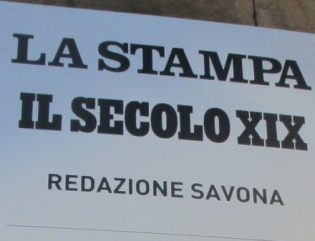 LA STAMPA
IL SECOLO XIX
REDAZIONE SAVONA